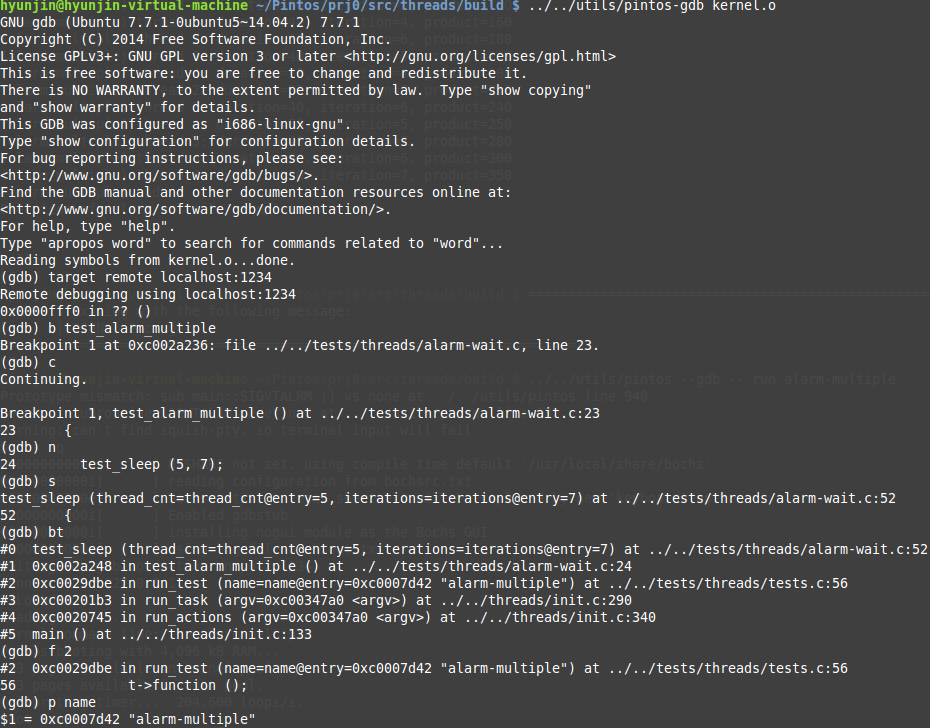 hyunjin@hyunjin-virtual-machine ~/Pintos/prj0/src/threads/build $ ../../utils/pintos-gdb kernel.o
GNU gdb (Ubuntu 7.7.1-0ubuntu5~14.04.2) 7.7.1
Copyright (C) 2014 Free Software Foundation, Inc.
License GPLv3+: GNU GPL version 3 or later <http://gnu.org/licenses/gpl.html>
This is free software: you are free to change and redistribute it.
There is NO WARRANTY, to the extent permitted by law.  Type "show copying"
and "show warranty" for details.
This GDB was configured as "i686-linux-gnu".
Type "show configuration" for configuration details.
For bug reporting instructions, please see:
<http://www.gnu.org/software/gdb/bugs/>.
Find the GDB manual and other documentation resources online at:
<http://www.gnu.org/software/gdb/documentation/>.
For help, type "help".
Type "apropos word" to search for commands related to "word"...
Reading symbols from kernel.o...done.
(gdb) target remote localhost:1234
Remote debugging using localhost:1234
0x0000fff0 in ?? ()
(gdb) b test_alarm_multiple
Breakpoint 1 at 0xc002a236: file ../../tests/threads/alarm-wait.c, line 23.
(gdb) c
Continuing.
Breakpoint 1, test_alarm_multiple () at ../../tests/threads/alarm-wait.c:23
23      {
(gdb) n
24        test_sleep (5, 7);
(gdb) s
test_sleep (thread_cnt=thread_cnt@entry=5, iterations=iterations@entry=7) at ../../tests/threads/alarm-wait.c:52
52      {
(gdb) bt
#0  test_sleep (thread_cnt=thread_cnt@entry=5, iterations=iterations@entry=7) at ../../tests/threads/alarm-wait.c:52
#1  0xc002a248 in test_alarm_multiple () at ../../tests/threads/alarm-wait.c:24
#2  0xc0029dbe in run_test (name=name@entry=0xc0007d42 "alarm-multiple") at ../../tests/threads/tests.c:56
#3  0xc00201b3 in run_task (argv=0xc00347a0 <argv>) at ../../threads/init.c:290
#4  0xc0020745 in run_actions (argv=0xc00347a0 <argv>) at ../../threads/init.c:340
#5  main () at ../../threads/init.c:133
(gdb) f 2
#2  0xc0029dbe in run_test (name=name@entry=0xc0007d42 "alarm-multiple") at ../../tests/threads/tests.c:56
56              t->function ();
(gdb) p name
$1 = 0xc0007d42 "alarm-multiple"